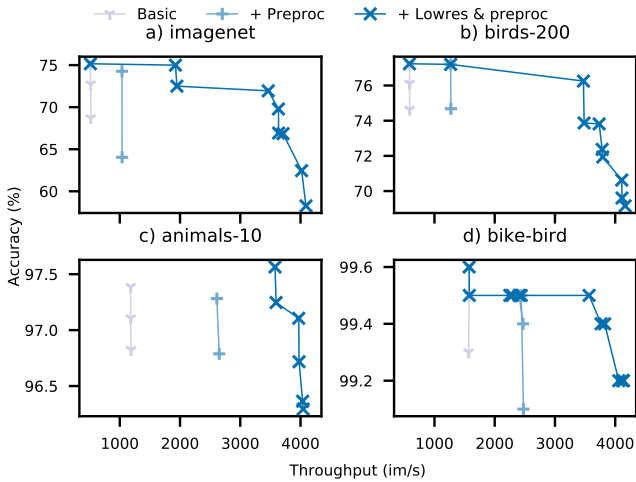 Basic + Preproc + Lowres & preproc
a) imagenet b) birds-200
75
70
65
60
76
74
72
70
Accuracy (%)
c) animals-10 d) bike-bird
97.5
97.0
96.5
99.6
99.4
99.2
1000 2000 3000 4000 1000 2000 3000 4000
Throughput (im/s)